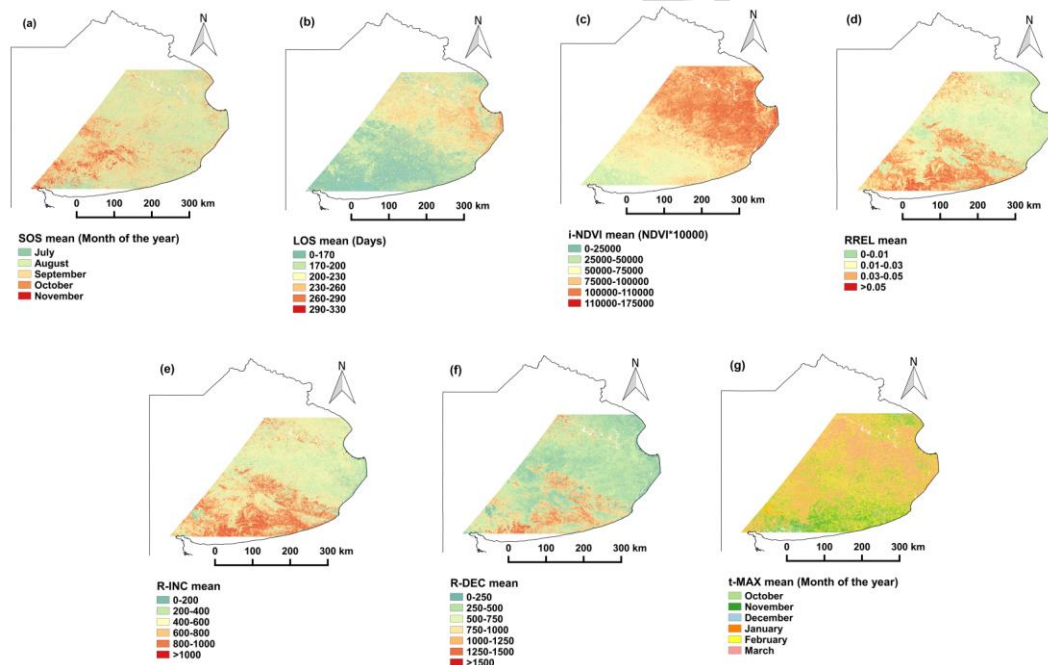 (a)
N
(b)
N
(c)
N
(d)
N
0 100 200 300 km
0 100 200 300 km
0 100 200 300 km
0 100 200 300 km
SOS mean (Month of the year)
July
August
September
October
November
LOS mean (Days)
0-170
170-200
200-230
230-260
260-290
290-330
i-NDVI mean (NDVI*10000)
0-25000
25000-50000
50000-75000
75000-100000
100000-110000
110000-175000
RREL mean
0-0.01
0.01-0.03
0.03-0.05
>0.05
(e)
N
(f)
N
(g)
N
0 100 200 300 km
0 100 200 300 km
0 100 200 300 km
R-INC mean
0-200
200-400
400-600
600-800
800-1000
>1000
R-DEC mean
0-250
250-500
500-750
750-1000
1000-1250
1250-1500
>1500
t-MAX mean (Month of the year)
October
November
December
January
February
March